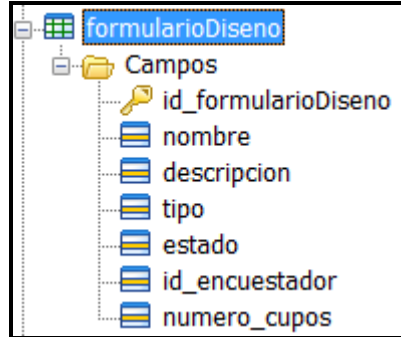 formularioDiseno
Campos
id_formularioDiseno
nombre
descripcion
tipo
estado
id_encuestador
numero_cupos